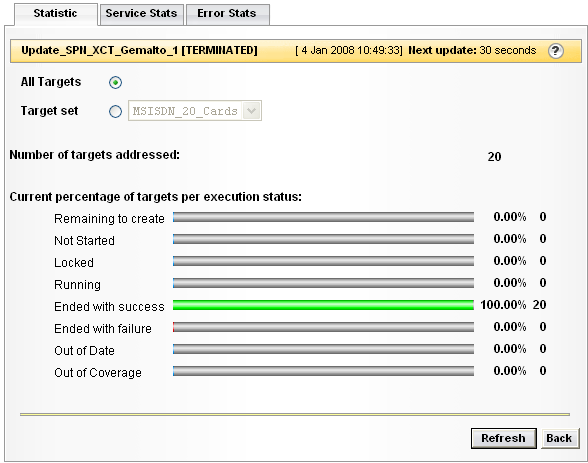 Statistic Service Stats Error Stats
Update_SPN_XCT_Gemalto_1 [TERMINATED] [ 4 Jan 2008 10:49:33] Next update: 30 seconds ?
All Targets
Target set MSISDN_20_Cards
Number of targets addressed: 20
Current percentage of targets per execution status:
Remaining to create 0.00% 0
Not Started 0.00% 0
Locked 0.00% 0
Running 0.00% 0
Ended with success 100.00% 20
Ended with failure 0.00% 0
Out of Date 0.00% 0
Out of Coverage 0.00% 0
Refresh Back